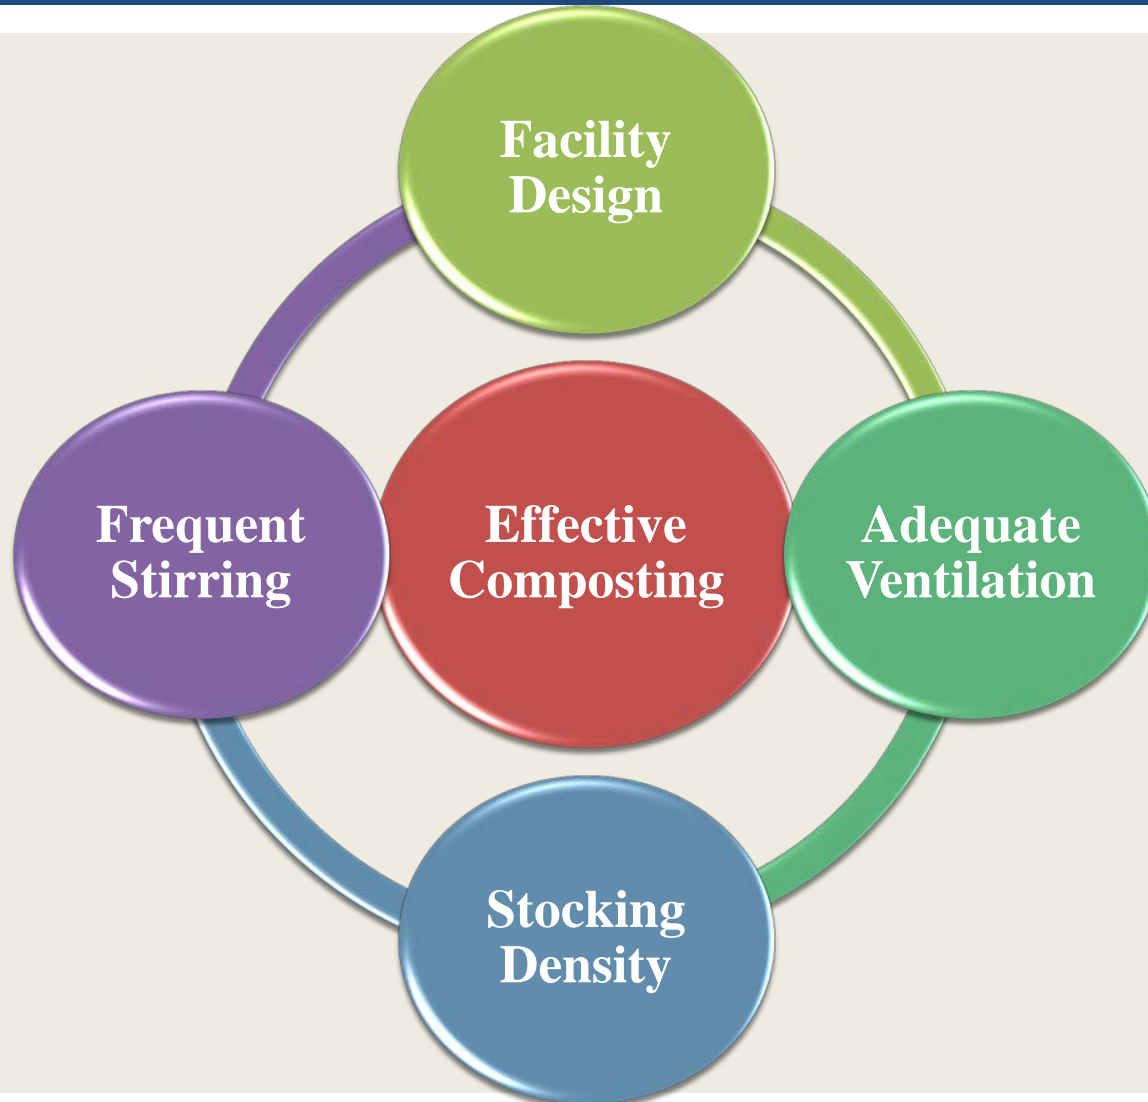 Facility
Design
Frequent
Stirring
Effective
Composting
Adequate
Ventilation
Stocking
Density